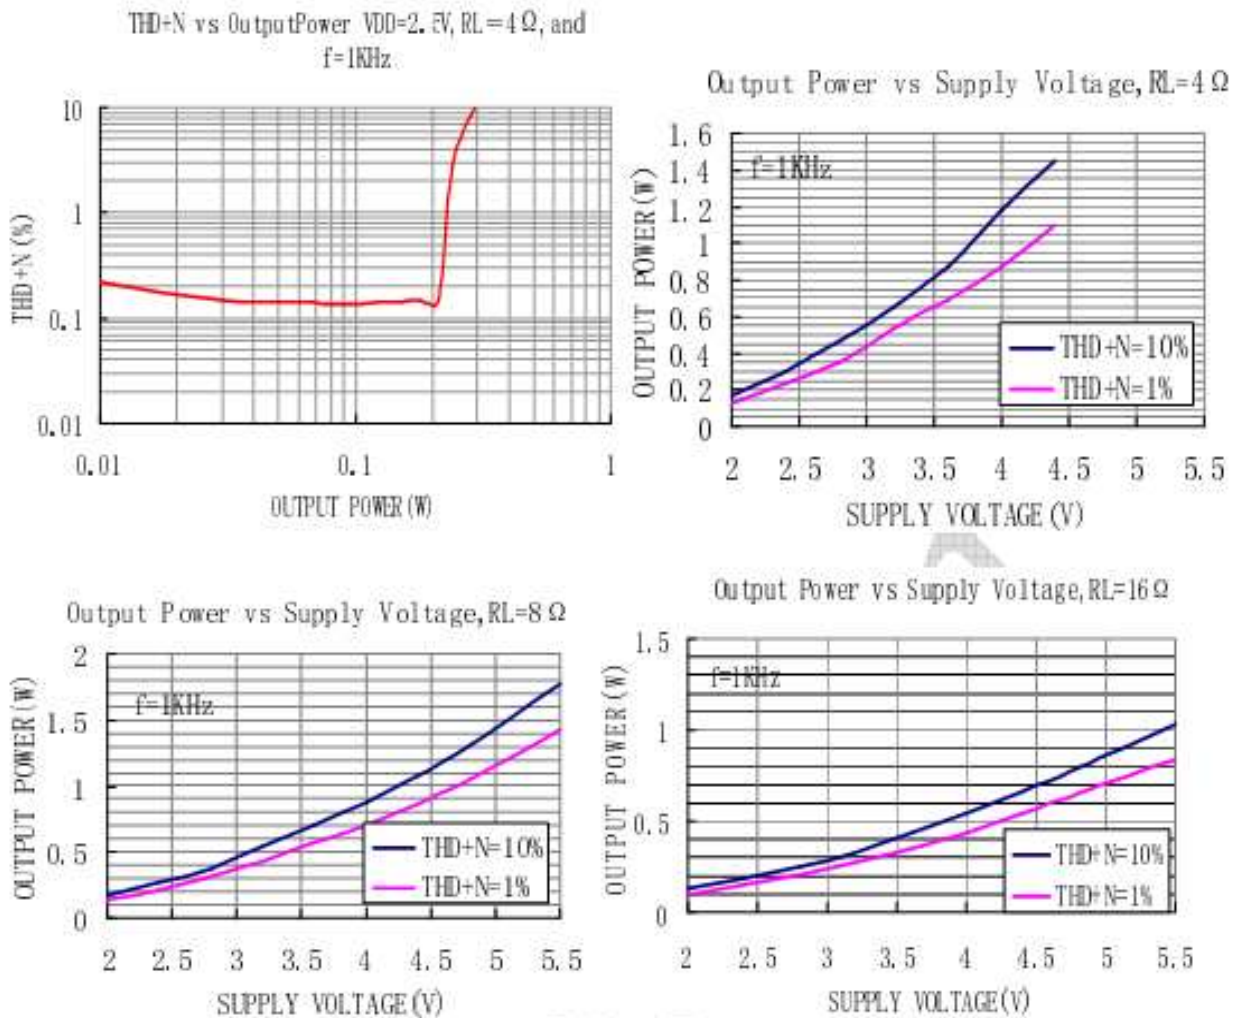 THD+N vs OutputPower VDD=2.5V, RL=4Ω, and
f=1KHz
10
1
0.1
0.01
THD+N(%)
0.01
0.1
1
OUTPUT POWER(W)
Output Power vs Supply Voltage,RL=4Ω
1.6
1.4
1.2
1
0.8
0.6
0.4
0.2
0
OUTPUT POWER(W)
f=1KHz
THD+N=10%
THD+N=1%
2 2.5 3 3.5 4 4.5 5 5.5
SUPPLY VOLTAGE(V)
Output Power vs Supply Voltage,RL=8Ω
2
1.5
1
0.5
0
OUTPUT POWER(W)
f=1KHz
THD+N=10%
THD+N=1%
2 2.5 3 3.5 4 4.5 5 5.5
SUPPLY VOLTAGE(V)
Output Power vs Supply Voltage,RL=16Ω
1.5
1
0.5
0
OUTPUT POWER(W)
f=1KHz
THD+N=10%
THD+N=1%
2 2.5 3 3.5 4 4.5 5 5.5
SUPPLY VOLTAGE(V)